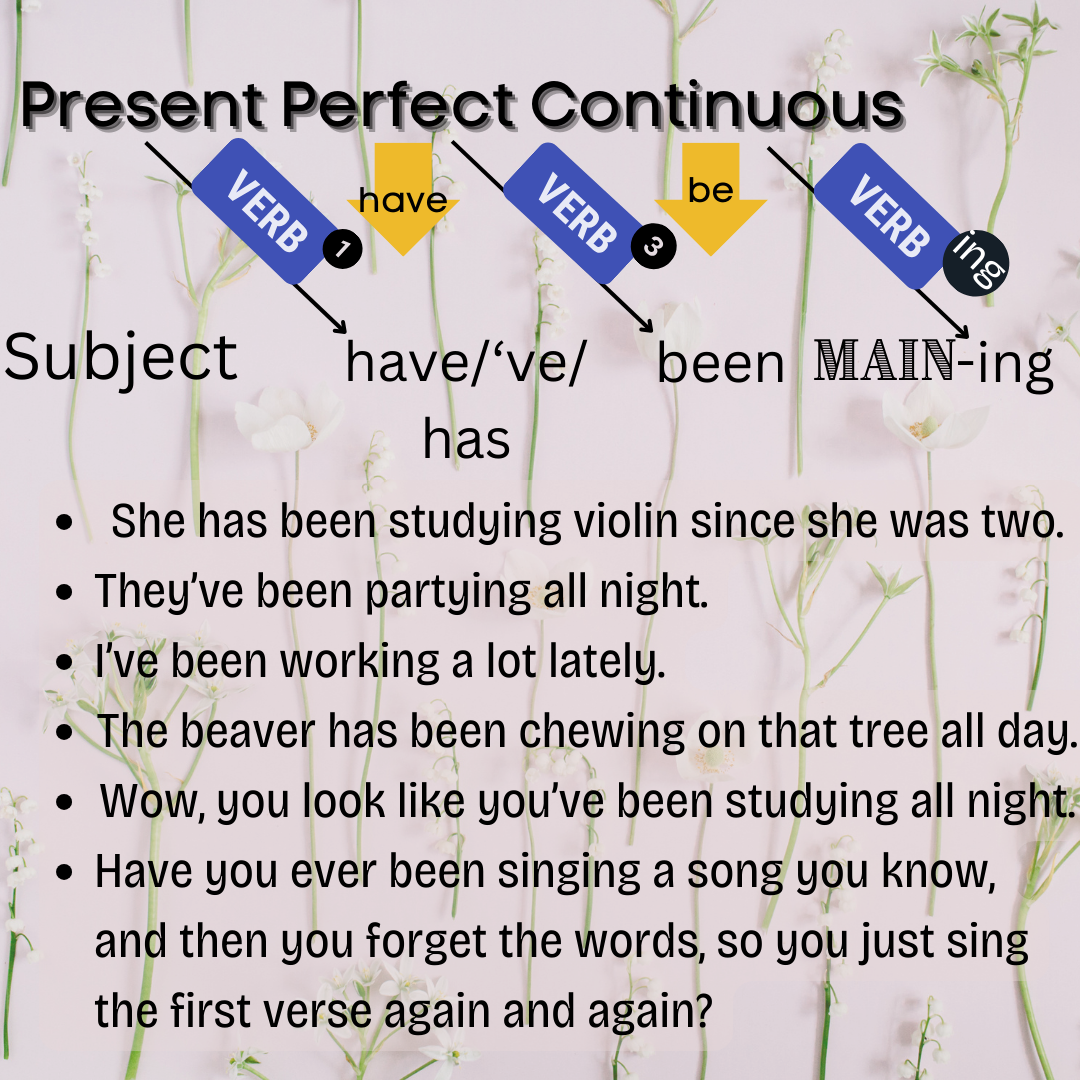 Present Perfect Continuous
VERB 1 have VERB 3 be VERB ing
Subject have/‘ve/ been MAIN-ing
has
• She has been studying violin since she was two.
• They’ve been partying all night.
• I’ve been working a lot lately.
• The beaver has been chewing on that tree all day.
• Wow, you look like you’ve been studying all night.
• Have you ever been singing a song you know,
and then you forget the words, so you just sing
the first verse again and again?